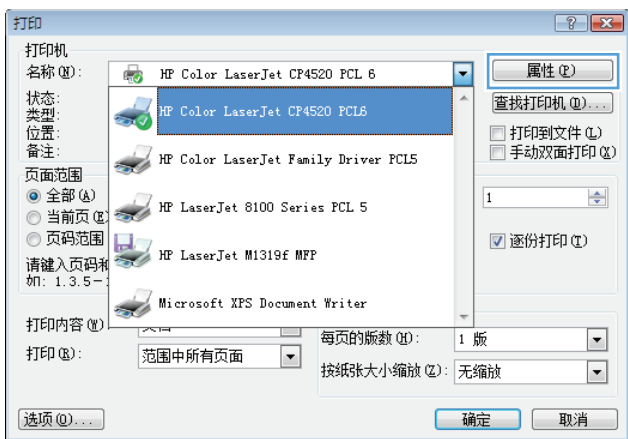 打印
打印机
名称(N):
HP Color LaserJet CP4520 PCL 6
属性(P)
状态:
HP Color LaserJet CP4520 PCL6
查找打印机(D)...
类型:
位置:
打印到文件(L)
备注:
HP Color LaserJet Family Driver PCL5
手动双面打印(X)
页面范围
全部(A)
HP LaserJet 8100 Series PCL 5
1
当前页(E)
页码范围
HP LaserJet M1319f MFP
逐份打印(T)
请键入页码和
如: 1.3.5-
Microsoft XPS Document Writer
打印内容(W)
每页的版数(H):
1 版
打印(R):
范围中所有页面
按纸张大小缩放(Z):
无缩放
选项(O)...
确定
取消